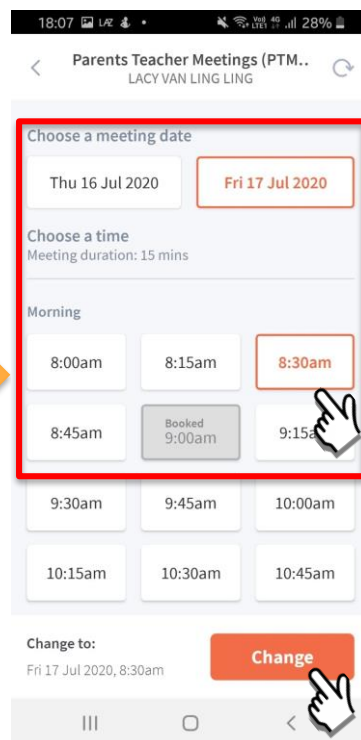 18:07 28%
Parents Teacher Meetings (PTM..
LACY VAN LING LING
Choose a meeting date
Thu 16 Jul 2020 Fri 17 Jul 2020
Choose a time
Meeting duration: 15 mins
Morning
8:00am 8:15am 8:30am
Booked
8:45am 9:00am 9:15a
9:30am 9:45am 10:00am
10:15am 10:30am 10:45am
Change to:
Fri 17 Jul 2020, 8:30am
Change